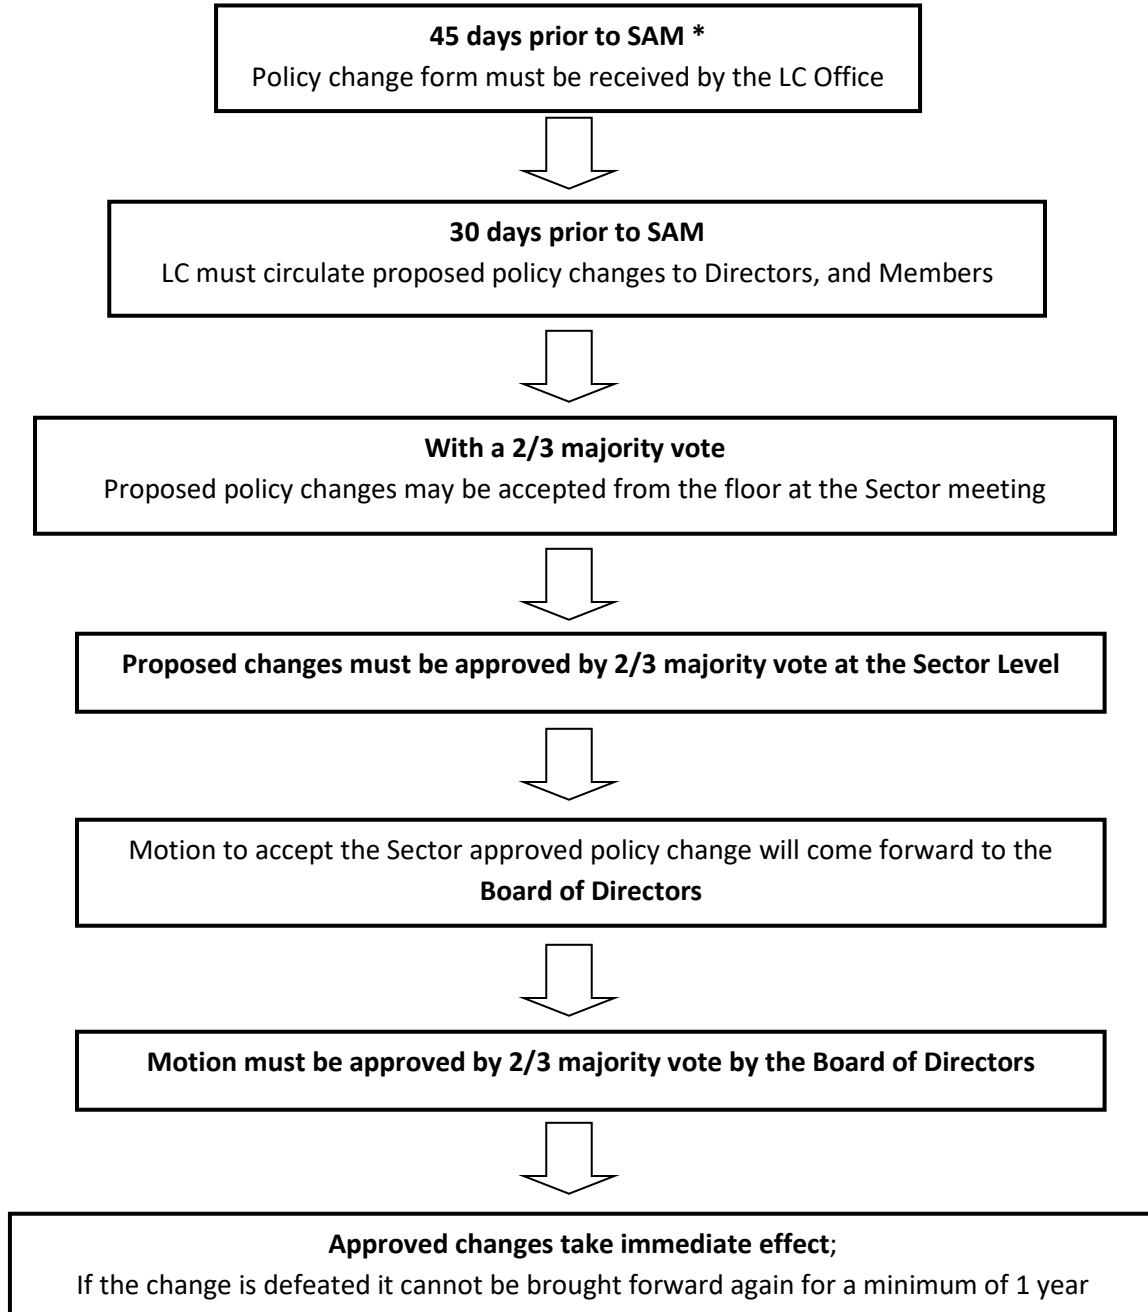 45 days prior to SAM *
Policy change form must be received by the LC Office
30 days prior to SAM
LC must circulate proposed policy changes to Directors, and Members
With a 2/3 majority vote
Proposed policy changes may be accepted from the floor at the Sector meeting
Proposed changes must be approved by 2/3 majority vote at the Sector Level
Motion to accept the Sector approved policy change will come forward to the
Board of Directors
Motion must be approved by 2/3 majority vote by the Board of Directors
Approved changes take immediate effect;
If the change is defeated it cannot be brought forward again for a minimum of 1 year